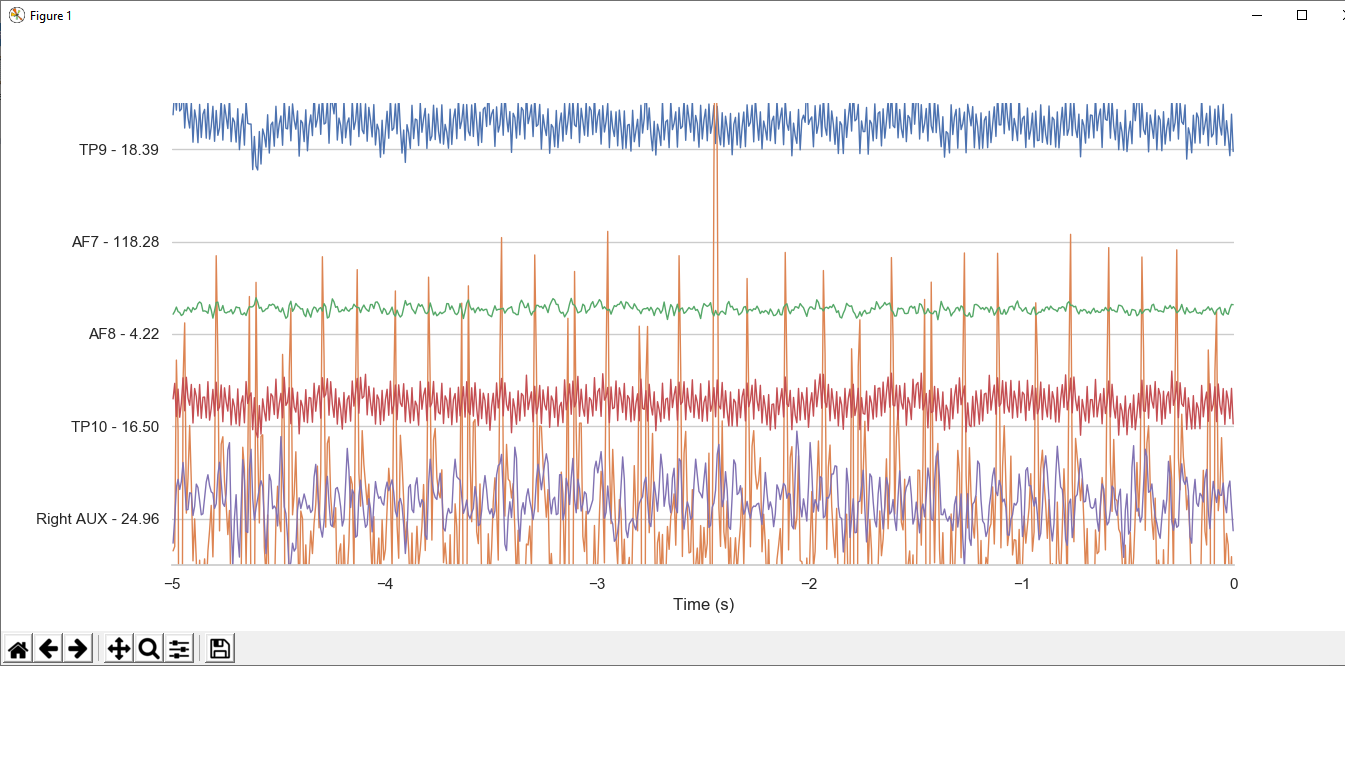 Figure 1
TP9 - 18.39
AF7 - 118.28
AF8 - 4.22
TP10 - 16.50
Right AUX - 24.96
−5 −4 −3 −2 −1 0
Time (s)